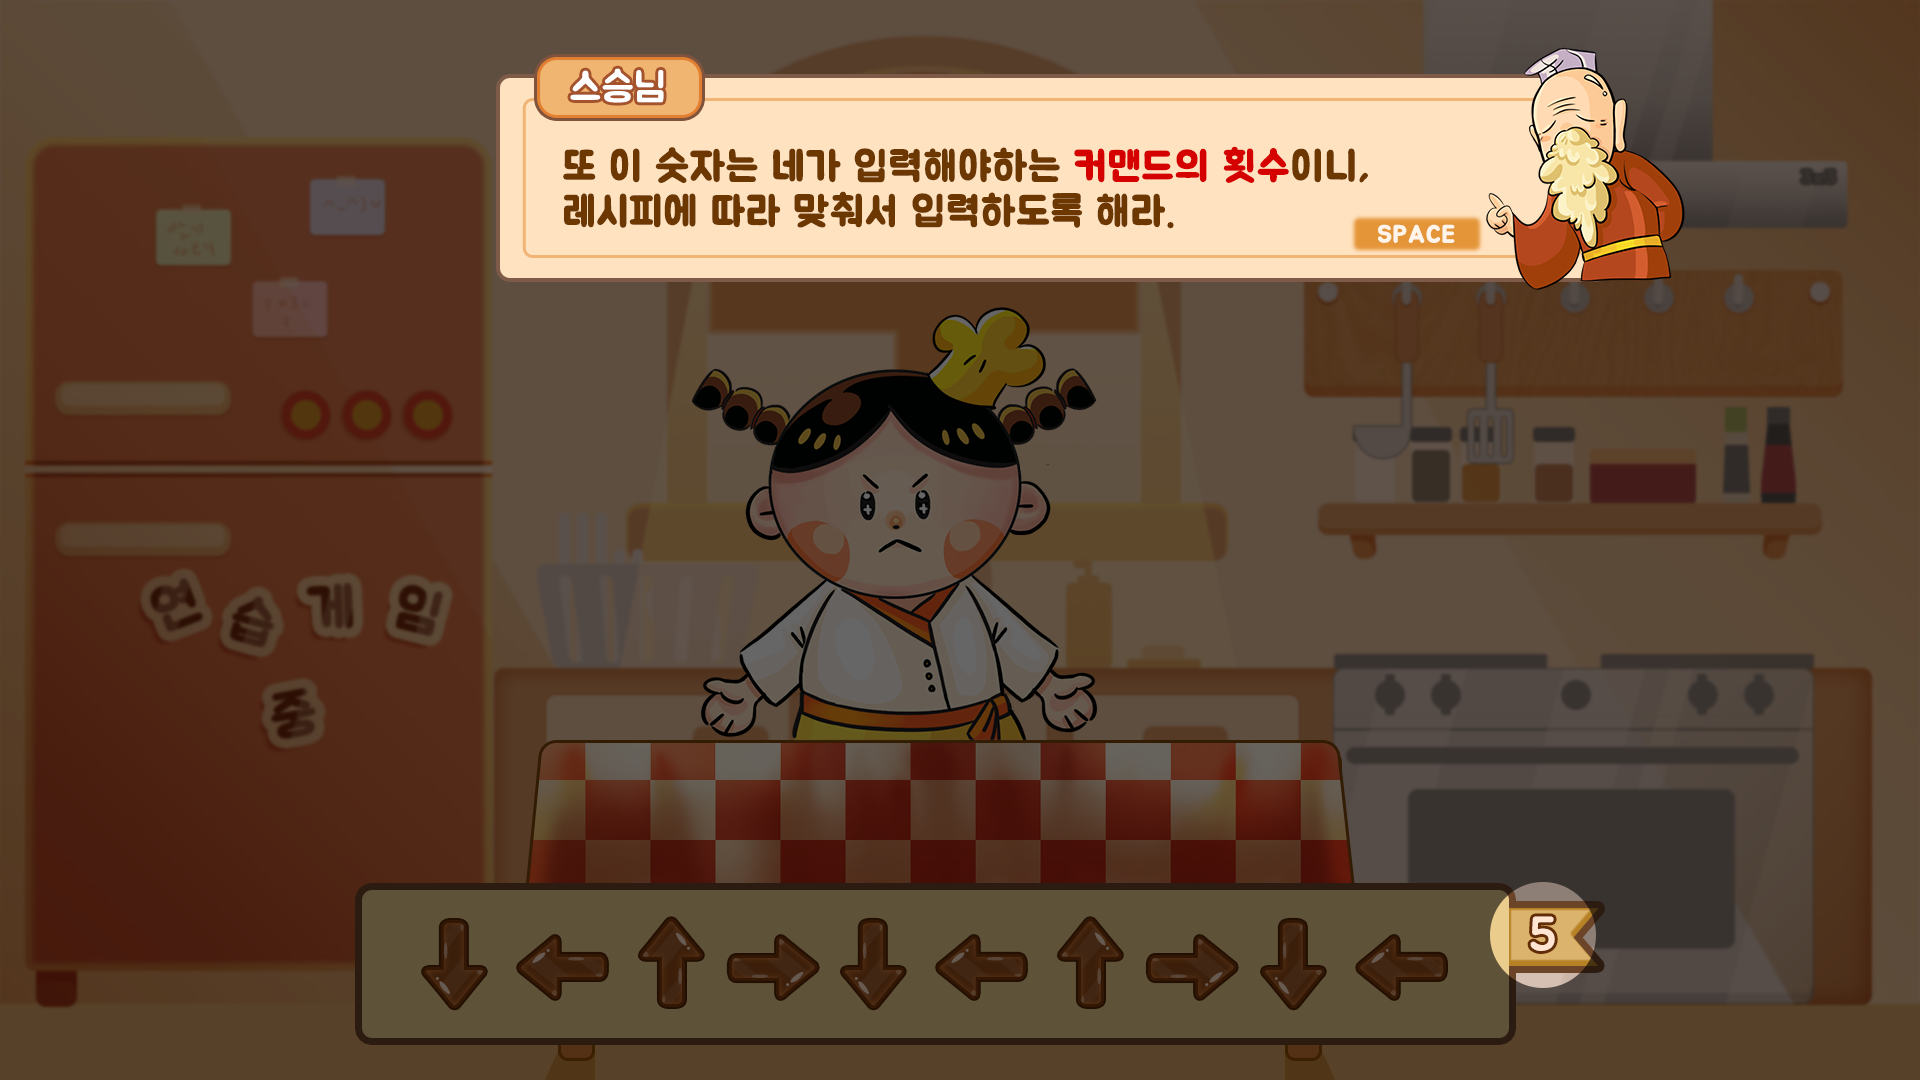 스승님
또 이 숫자는 네가 입력해야하는 커맨드의 횟수이니,
레시피에 따라 맞춰서 입력하도록 해라.
SPACE
연습게임
중
5